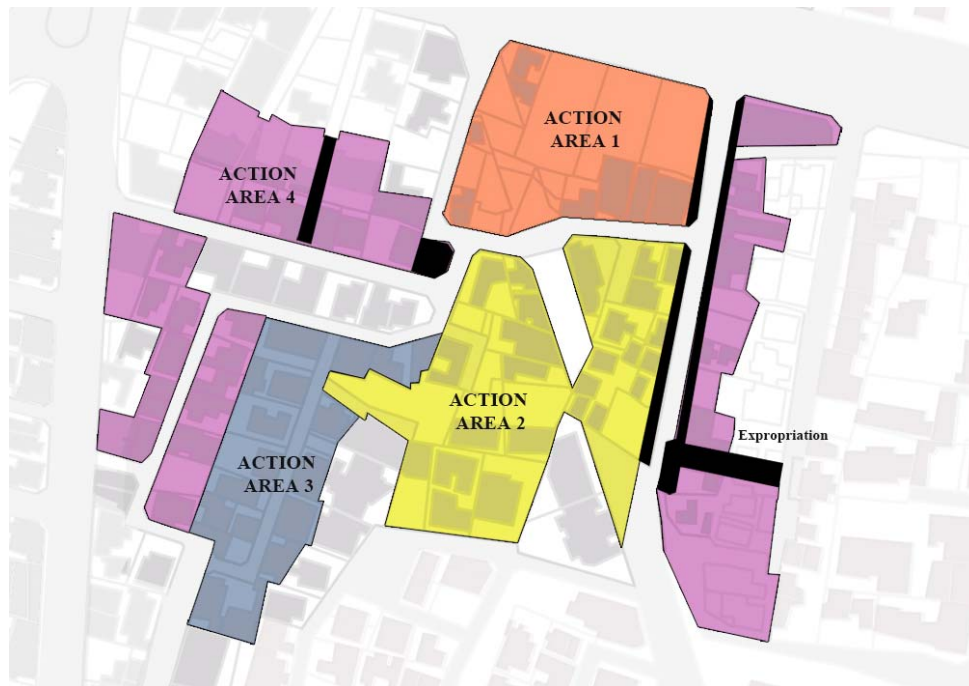 ACTION
AREA 1
ACTION
AREA 4
ACTION
AREA 2
Expropriation
ACTION
AREA 3